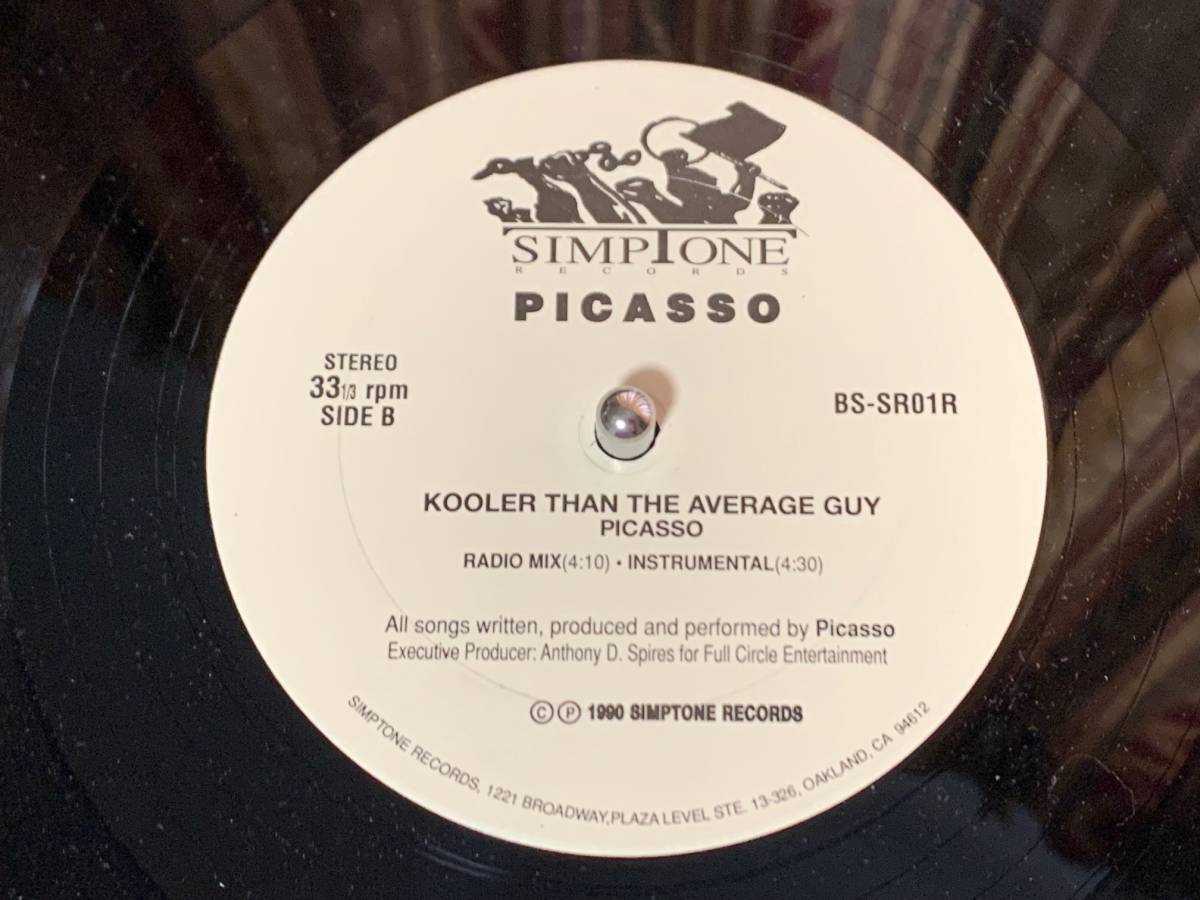 SIMPTONE
RECORDS
PICASSO
STEREO
33 1/3 rpm
SIDE B
BS-SR01R
KOOLER THAN THE AVERAGE GUY
PICASSO
RADIO MIX(4:10) • INSTRUMENTAL(4:30)
All songs written, produced and performed by Picasso
Executive Producer: Anthony D. Spires for Full Circle Entertainment
©℗ 1990 SIMPTONE RECORDS
SIMPTONE RECORDS, 1221 BROADWAY,PLAZA LEVEL STE. 13-326, OAKLAND, CA 94612